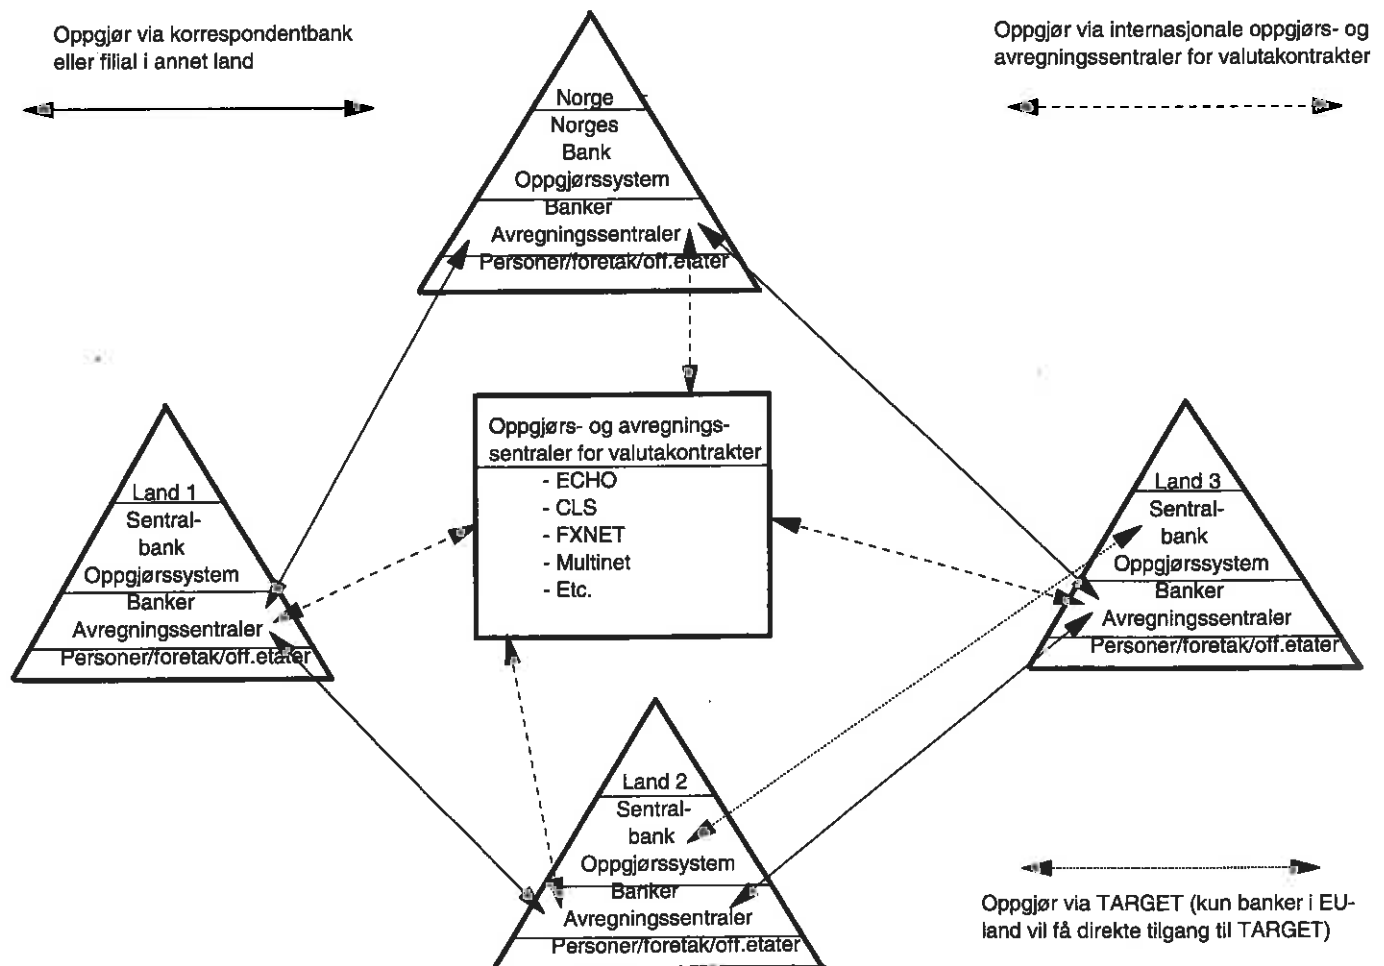 Oppgjør via korrespondentbank
eller filial i annet land
Oppgjør via internasjonale oppgjørs- og
avregningssentraler for valutakontrakter
Norge
Norges
Bank
Oppgjørssystem
Banker
Avregningssentraler
Personer/foretak/off.etater
Oppgjørs- og avregnings-
sentraler for valutakontrakter
- ECHO
- CLS
- FXNET
- Multinet
- Etc.
Land 1
Sentral-
bank
Oppgjørssystem
Banker
Avregningssentraler
Personer/foretak/off.etater
Land 3
Sentral-
bank
Oppgjørssystem
Banker
Avregningssentraler
Personer/foretak/off.etater
Land 2
Sentral-
bank
Oppgjørssystem
Banker
Avregningssentraler
Personer/foretak/off.etater
Oppgjør via TARGET (kun banker i EU-
land vil få direkte tilgang til TARGET)